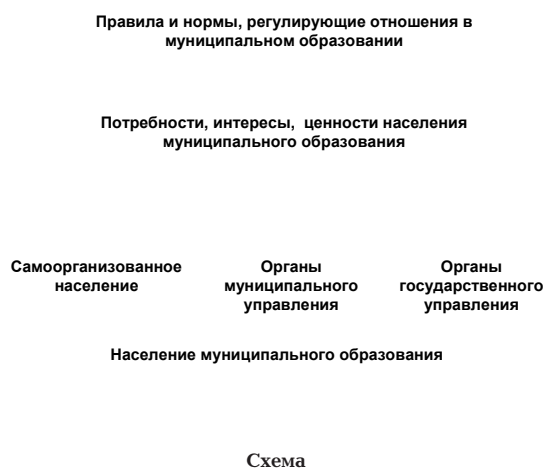 Правила и нормы, регулирующие отношения в
муниципальном образовании
Потребности, интересы, ценности населения
муниципального образования
Самоорганизованное
население
Органы
муниципального
управления
Органы
государственного
управления
Население муниципального образования
Схема